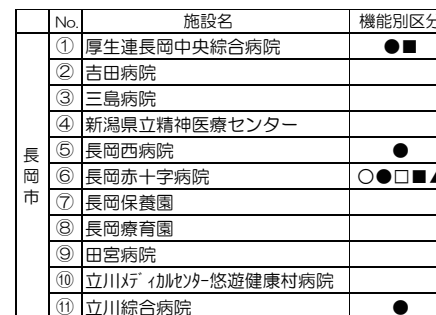 No. 施設名 機能別区分
長岡市
① 厚生連長岡中央綜合病院 ●■
② 吉田病院
③ 三島病院
④ 新潟県立精神医療センター
⑤ 長岡西病院 ●
⑥ 長岡赤十字病院 ○●□■▲
⑦ 長岡保養園
⑧ 長岡療育園
⑨ 田宮病院
⑩ 立川ﾒﾃﾞｨｶﾙｾﾝﾀｰ悠遊健康村病院
⑪ 立川綜合病院 ●